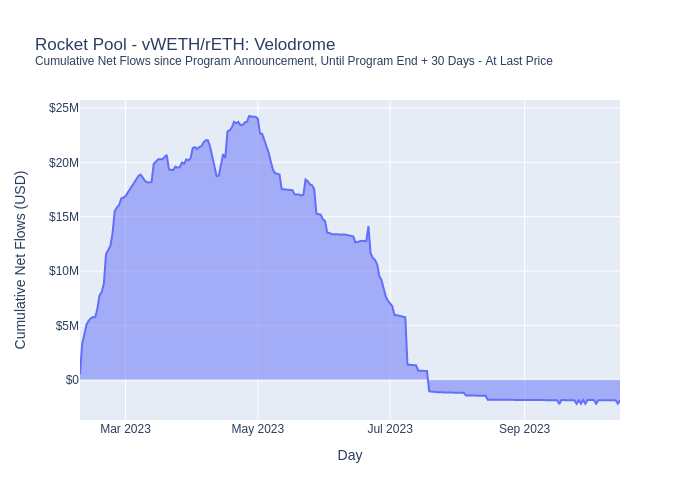 Rocket Pool - vWETH/rETH: Velodrome
Cumulative Net Flows since Program Announcement, Until Program End + 30 Days - At Last Price
Cumulative Net Flows (USD)
$25M
$20M
$15M
$10M
$5M
$0
Mar 2023
May 2023
Jul 2023
Sep 2023
Day